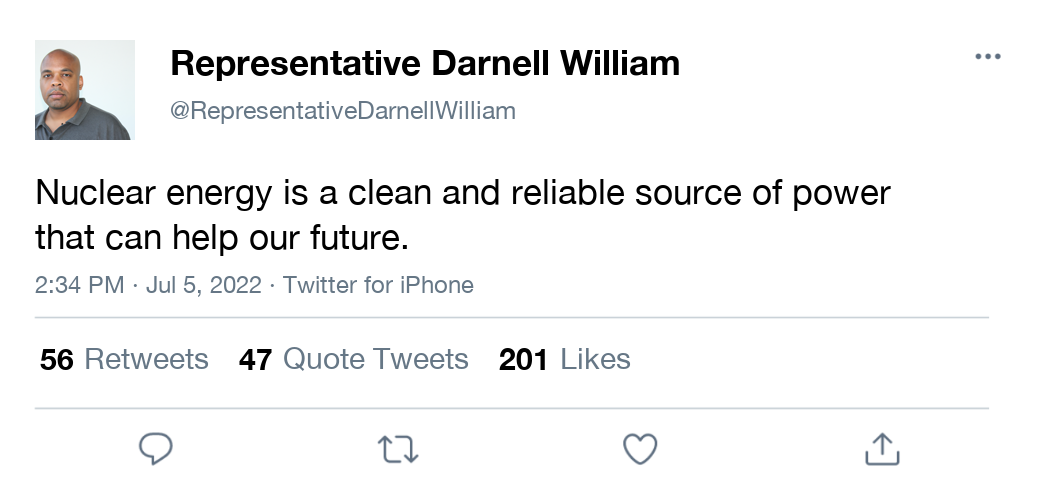 Representative Darnell William
@RepresentativeDarnellWilliam
Nuclear energy is a clean and reliable source of power
that can help our future.
2:34 PM · Jul 5, 2022 · Twitter for iPhone
56 Retweets 47 Quote Tweets 201 Likes